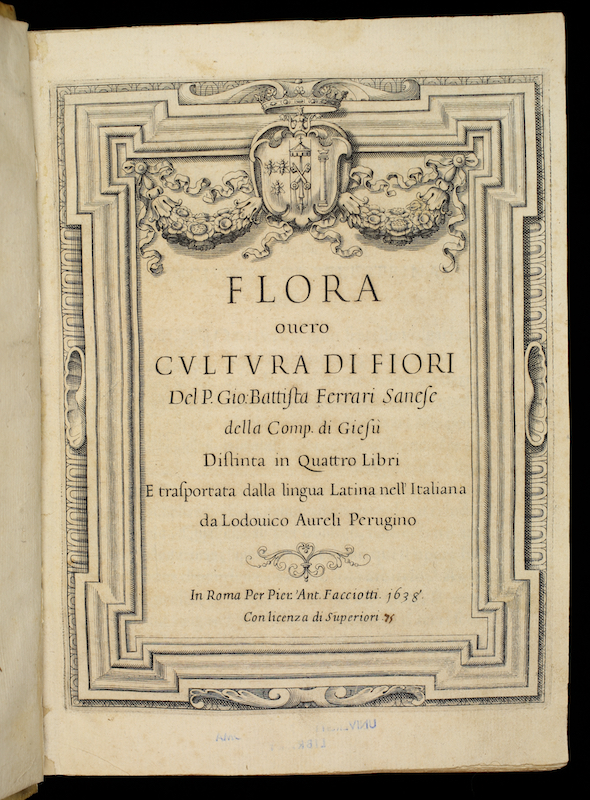 FLORA
ouero
CVLTVRA DI FIORI
Del P. Gio: Battiſta Ferrari Saneſe
della Comp. di Gieſù
Diſtinta in Quattro Libri
E traſportata dalla lingua Latina nell' Italiana
da Lodouico Aureli Perugino
In Roma Per Pier. Ant. Facciotti. 1638.
Con licenza di Superiori